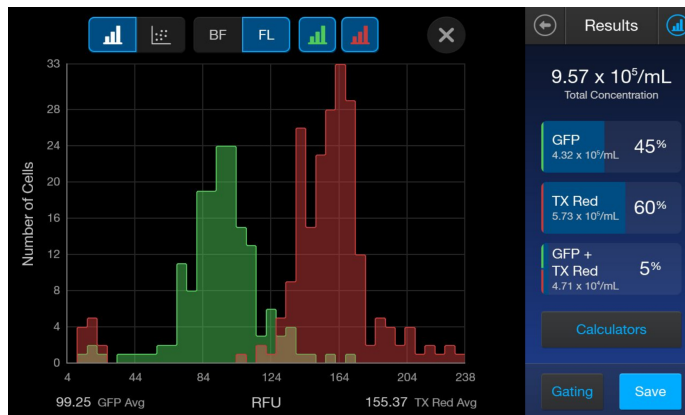 BF FL
Number of Cells
33
28
24
20
16
12
8
4
0
4 44 84 124 164 204 238
99.25 GFP Avg RFU 155.37 TX Red Avg
Results
9.57 x 10⁵/mL
Total Concentration
GFP
4.32 x 10⁵/mL 45%
TX Red
5.73 x 10⁵/mL 60%
GFP +
TX Red 5%
4.71 x 10⁴/mL
Calculators
Gating Save